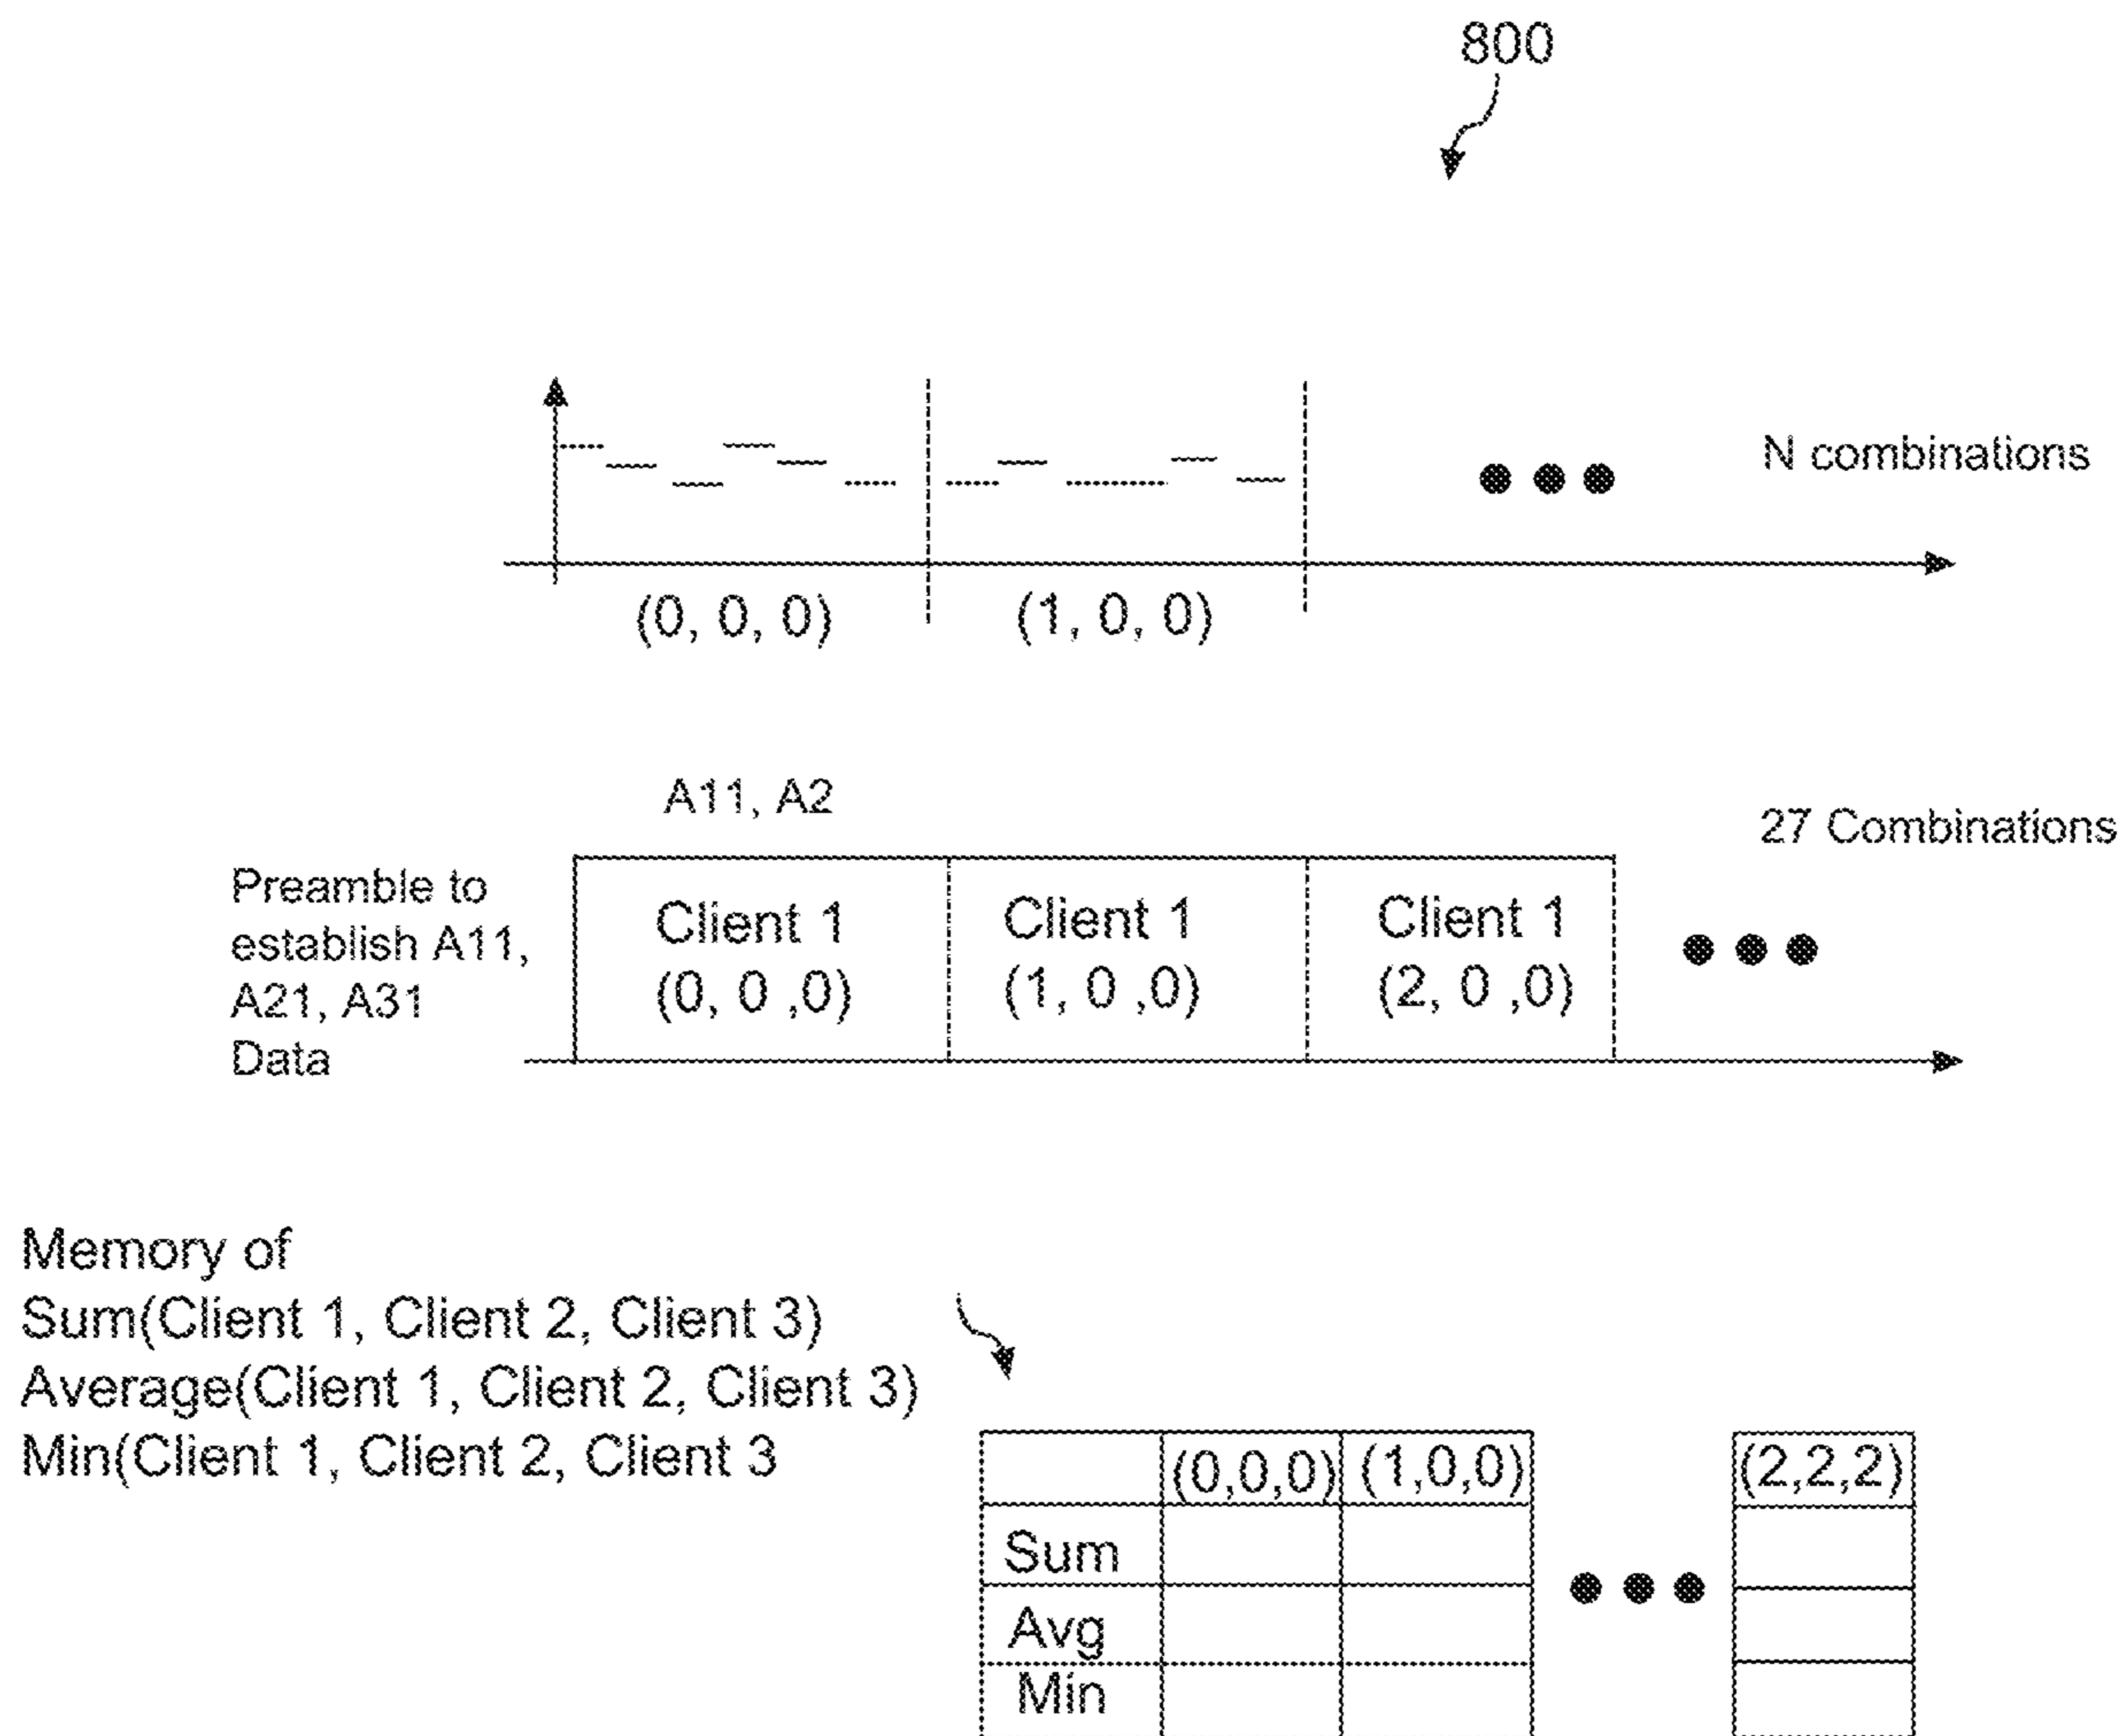 800
N combinations
(0, 0, 0)
(1, 0, 0)
A11, A2
27 Combinations
Preamble to
establish A11,
A21, A31
Data
Client 1
(0, 0 ,0)
Client 1
(1, 0 ,0)
Client 1
(2, 0 ,0)
Memory of
Sum(Client 1, Client 2, Client 3)
Average(Client 1, Client 2, Client 3)
Min(Client 1, Client 2, Client 3
(0,0,0) (1,0,0) (2,2,2)
Sum
Avg
Min